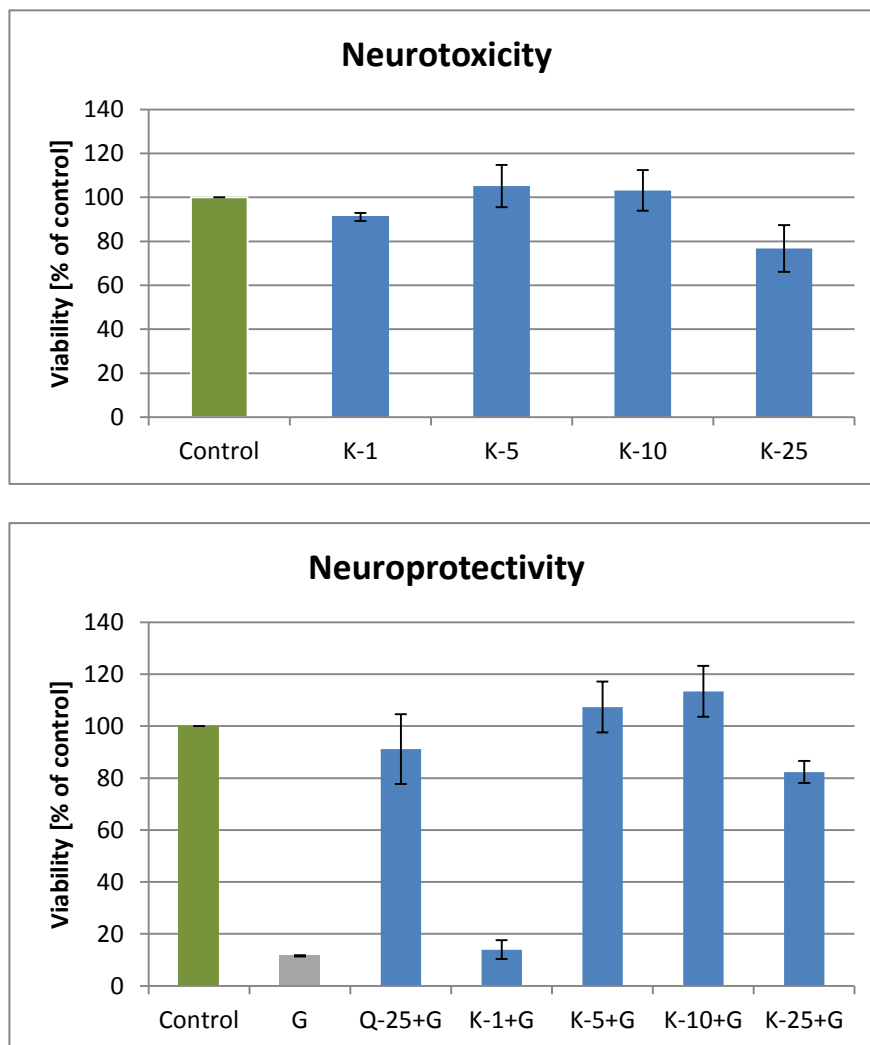 Neurotoxicity
Viability [% of control]
140
120
100
80
60
40
20
0
Control K-1 K-5 K-10 K-25
Neuroprotectivity
Viability [% of control]
140
120
100
80
60
40
20
0
Control G Q-25+G K-1+G K-5+G K-10+G K-25+G